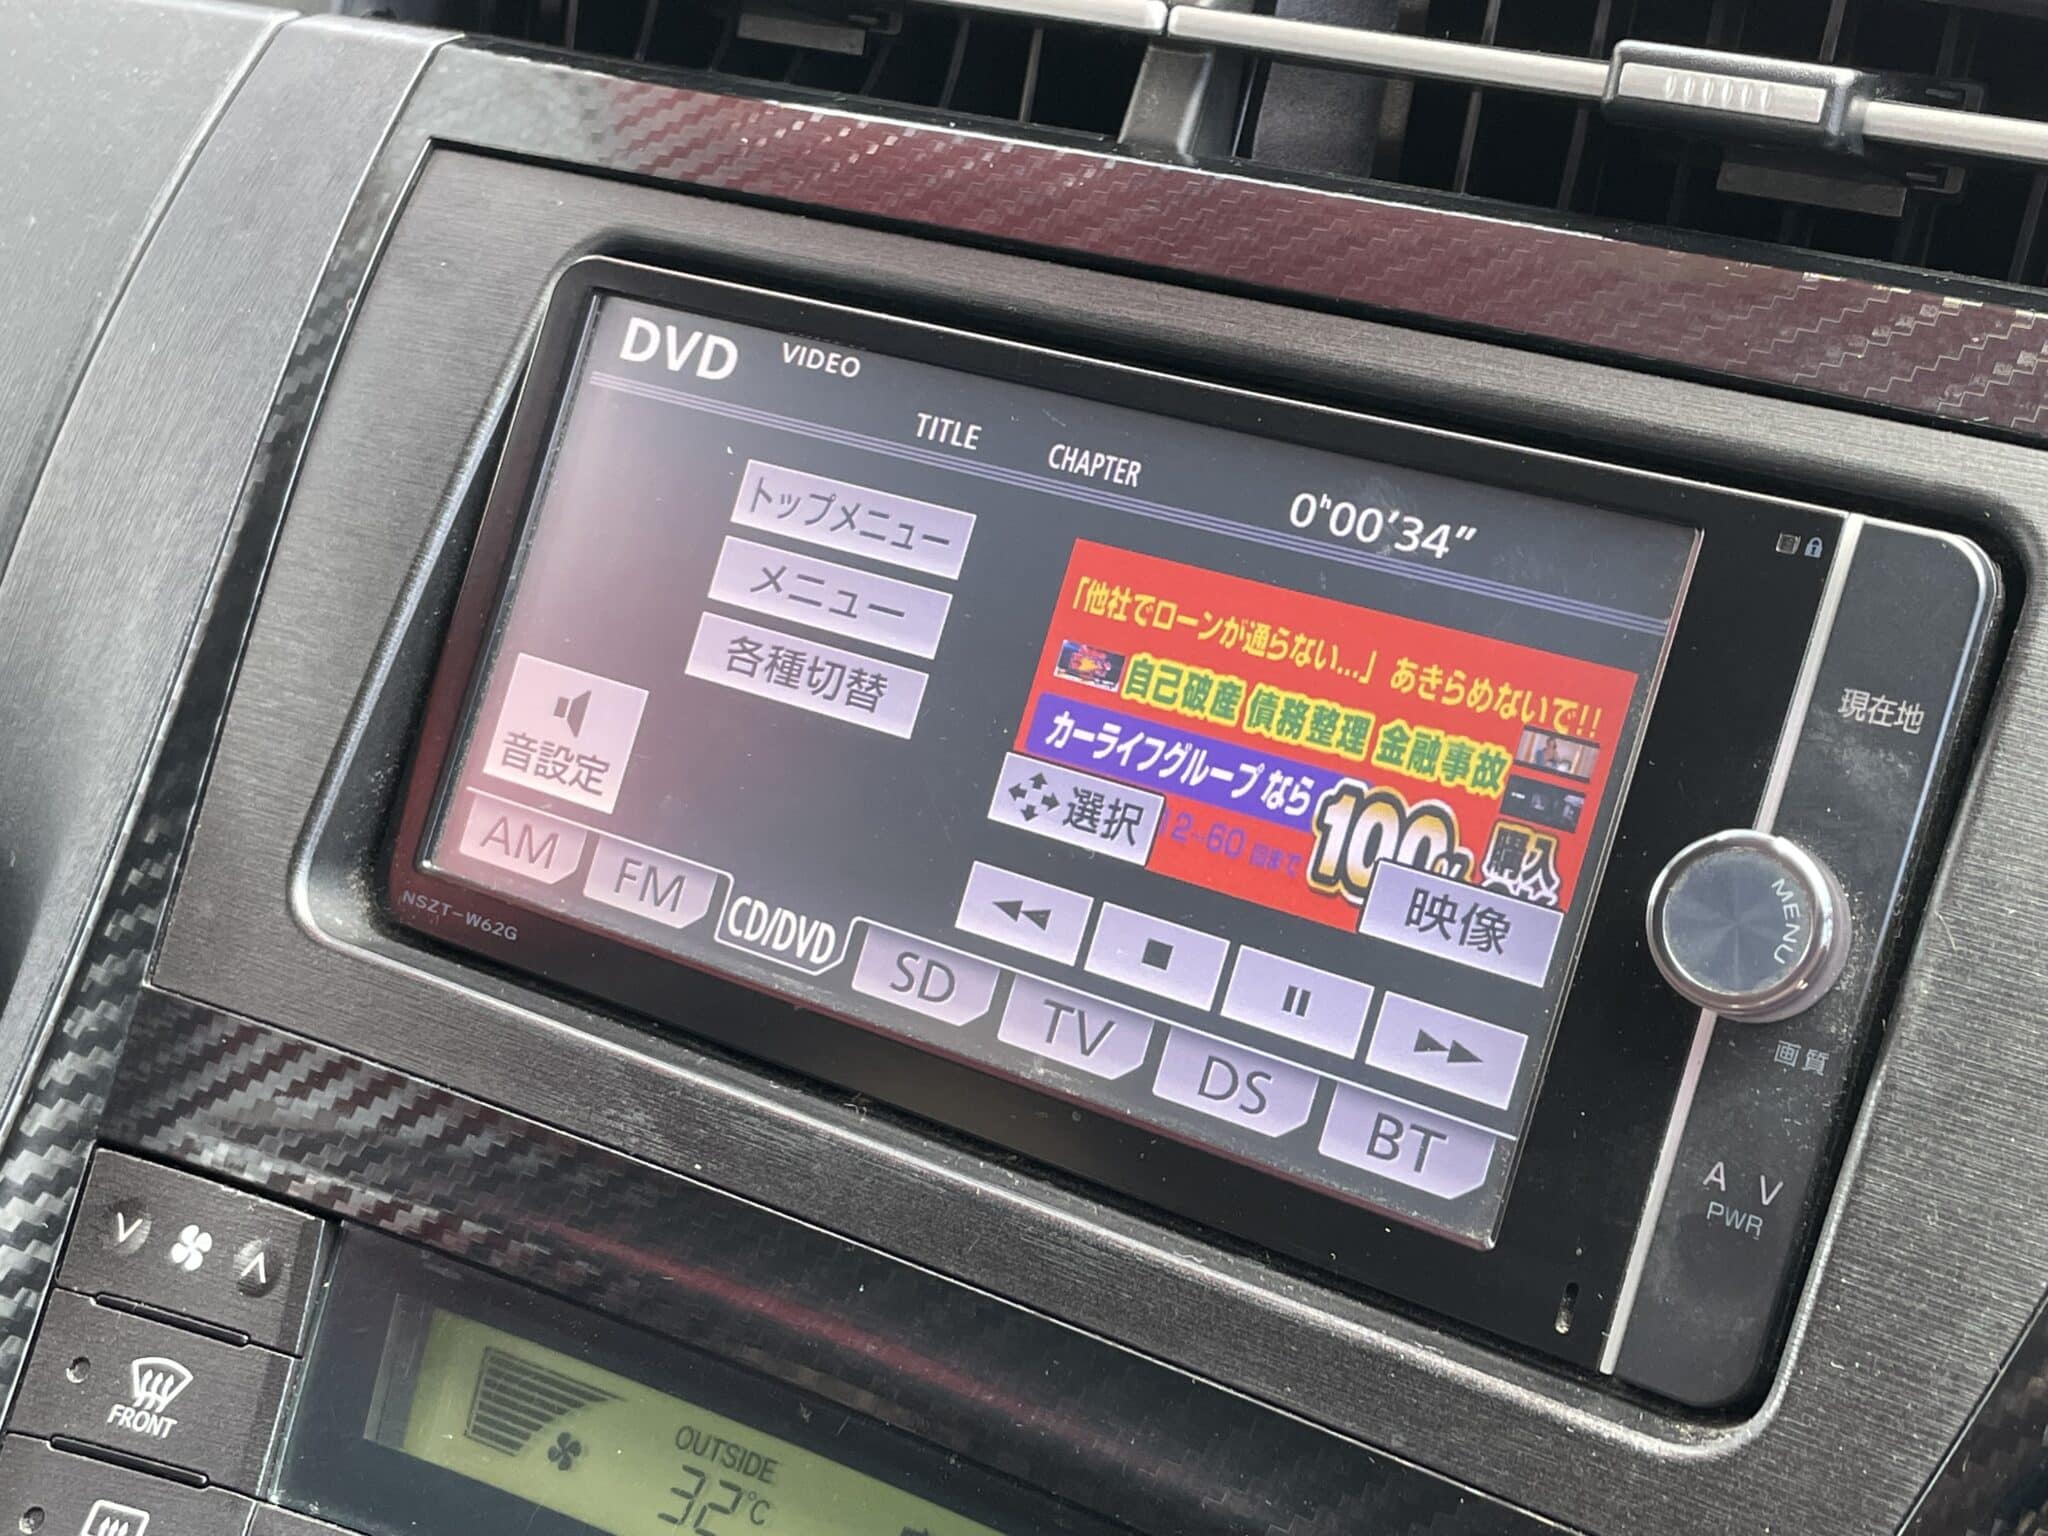 DVD VIDEO
TITLE CHAPTER
0h00'34"
トップメニュー
メニュー
各種切替
音設定
「他社でローンが通らない...」あきらめないで!!
自己破産 債務整理 金融事故
カーライフグループなら
12~60 回まで
100%
購入
選択
映像
AM FM CD/DVD SD TV DS BT
NSZT-W62G
現在地
MENU
画質
A V
PWR
FRONT
OUTSIDE
32℃